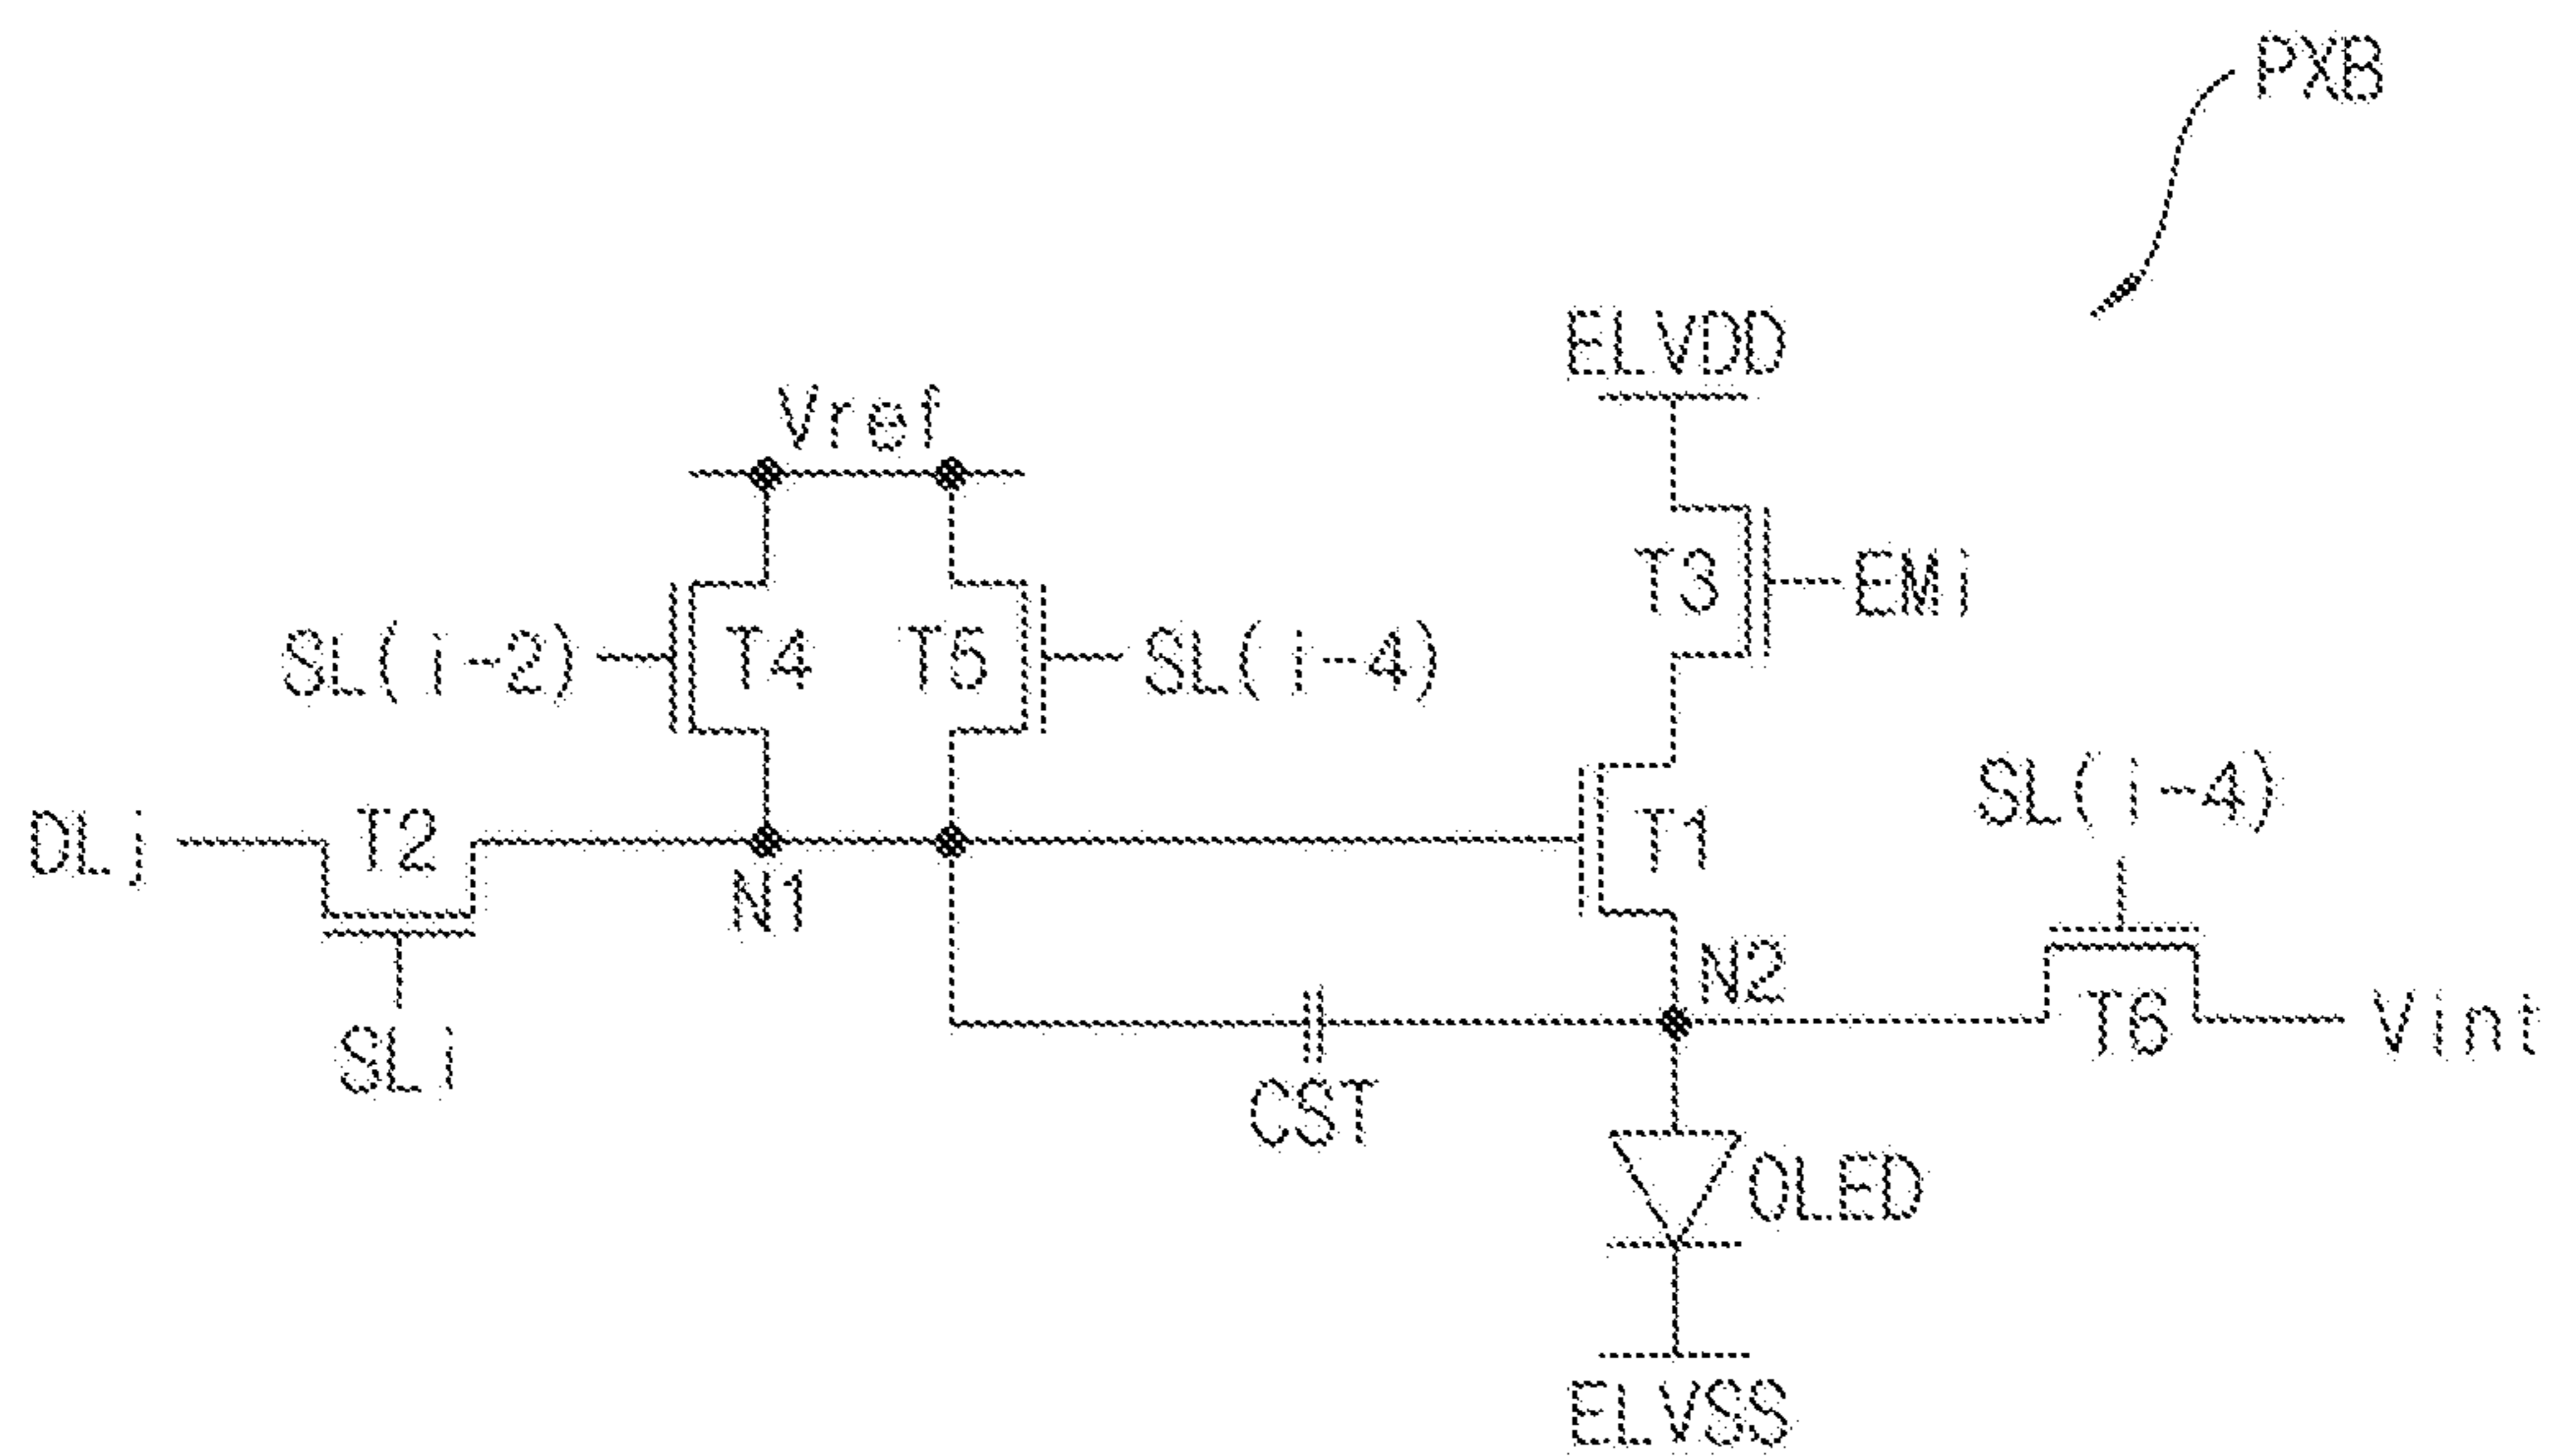 PXB
ELVDD
Vref
T3
EMi
SL(i-2)
T4
T5
SL(i-4)
SL(i-4)
DLj
T2
T1
N1
N2
SLi
T6
Vint
CST
OLED
ELVSS